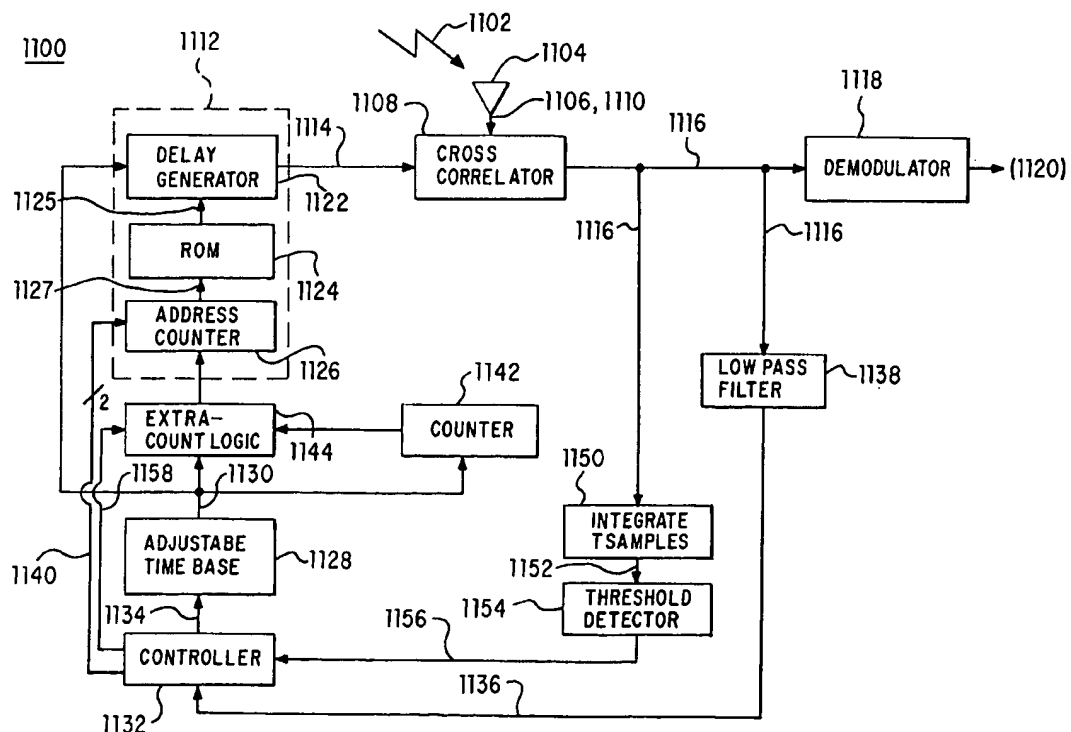 1100
1112
1102
1104
1106, 1110
1108
1114
1116
1118
DELAY
GENERATOR
CROSS
CORRELATOR
DEMODULATOR
(1120)
1125
1122
1116
1116
ROM
1127
1124
ADDRESS
COUNTER
1126
1142
LOW PASS
FILTER
1138
2
EXTRA-
COUNT LOGIC
1144
COUNTER
1158
1130
1150
INTEGRATE
TSAMPLES
1140
ADJUSTABE
TIME BASE
1128
1152
1154
THRESHOLD
DETECTOR
1134
1156
CONTROLLER
1136
1132